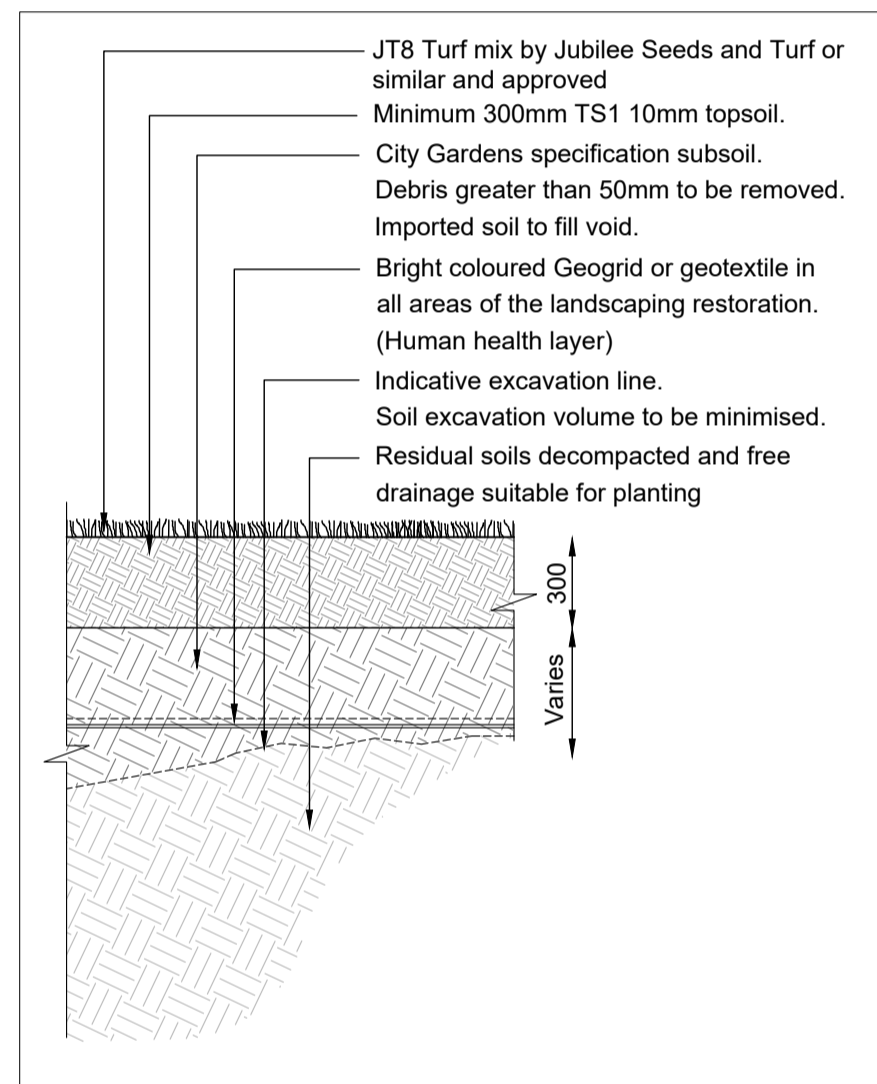 JT8 Turf mix by Jubilee Seeds and Turf or
similar and approved
Minimum 300mm TS1 10mm topsoil.
City Gardens specification subsoil.
Debris greater than 50mm to be removed.
Imported soil to fill void.
Bright coloured Geogrid or geotextile in
all areas of the landscaping restoration.
(Human health layer)
Indicative excavation line.
Soil excavation volume to be minimised.
Residual soils decompacted and free
drainage suitable for planting
300
Varies